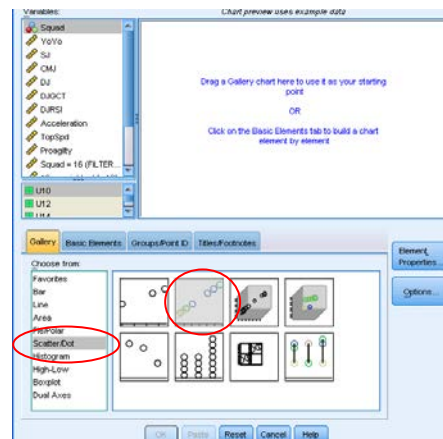 Variables:
Chart preview uses example data
Squad
YoYo
SJ
CMJ
DJ
DJGCT
DJRSI
Acceleration
TopSpd
Proagility
Squad = 16 (FILTER...
U10
U12
U14
Drag a Gallery chart here to use it as your starting
point
OR
Click on the Basic Elements tab to build a chart
element by element
Gallery
Basic Elements
Groups/Point ID
Titles/Footnotes
Choose from:
Favorites
Bar
Line
Area
Pie/Polar
Scatter/Dot
Histogram
High-Low
Boxplot
Dual Axes
Element
Properties...
Options...
OK
Paste
Reset
Cancel
Help